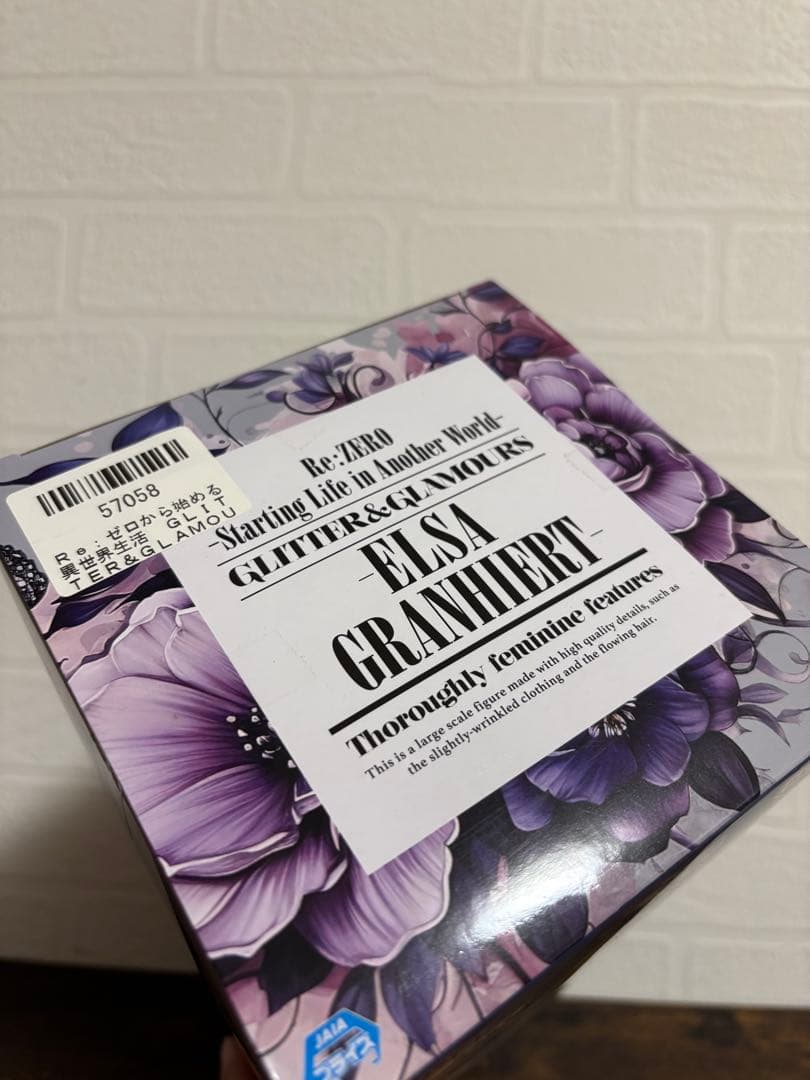 57058
Re:ゼロから始める
異世界生活 GLIT
TER&GLAMOU
Re:ZERO
-Starting Life in Another World-
GLITTER&GLAMOURS
-ELSA
GRANHIERT-
Thoroughly feminine features
This is a large scale figure made with high quality details, such as
the slightly-wrinkled clothing and the flowing hair.
JAIA
プライズ